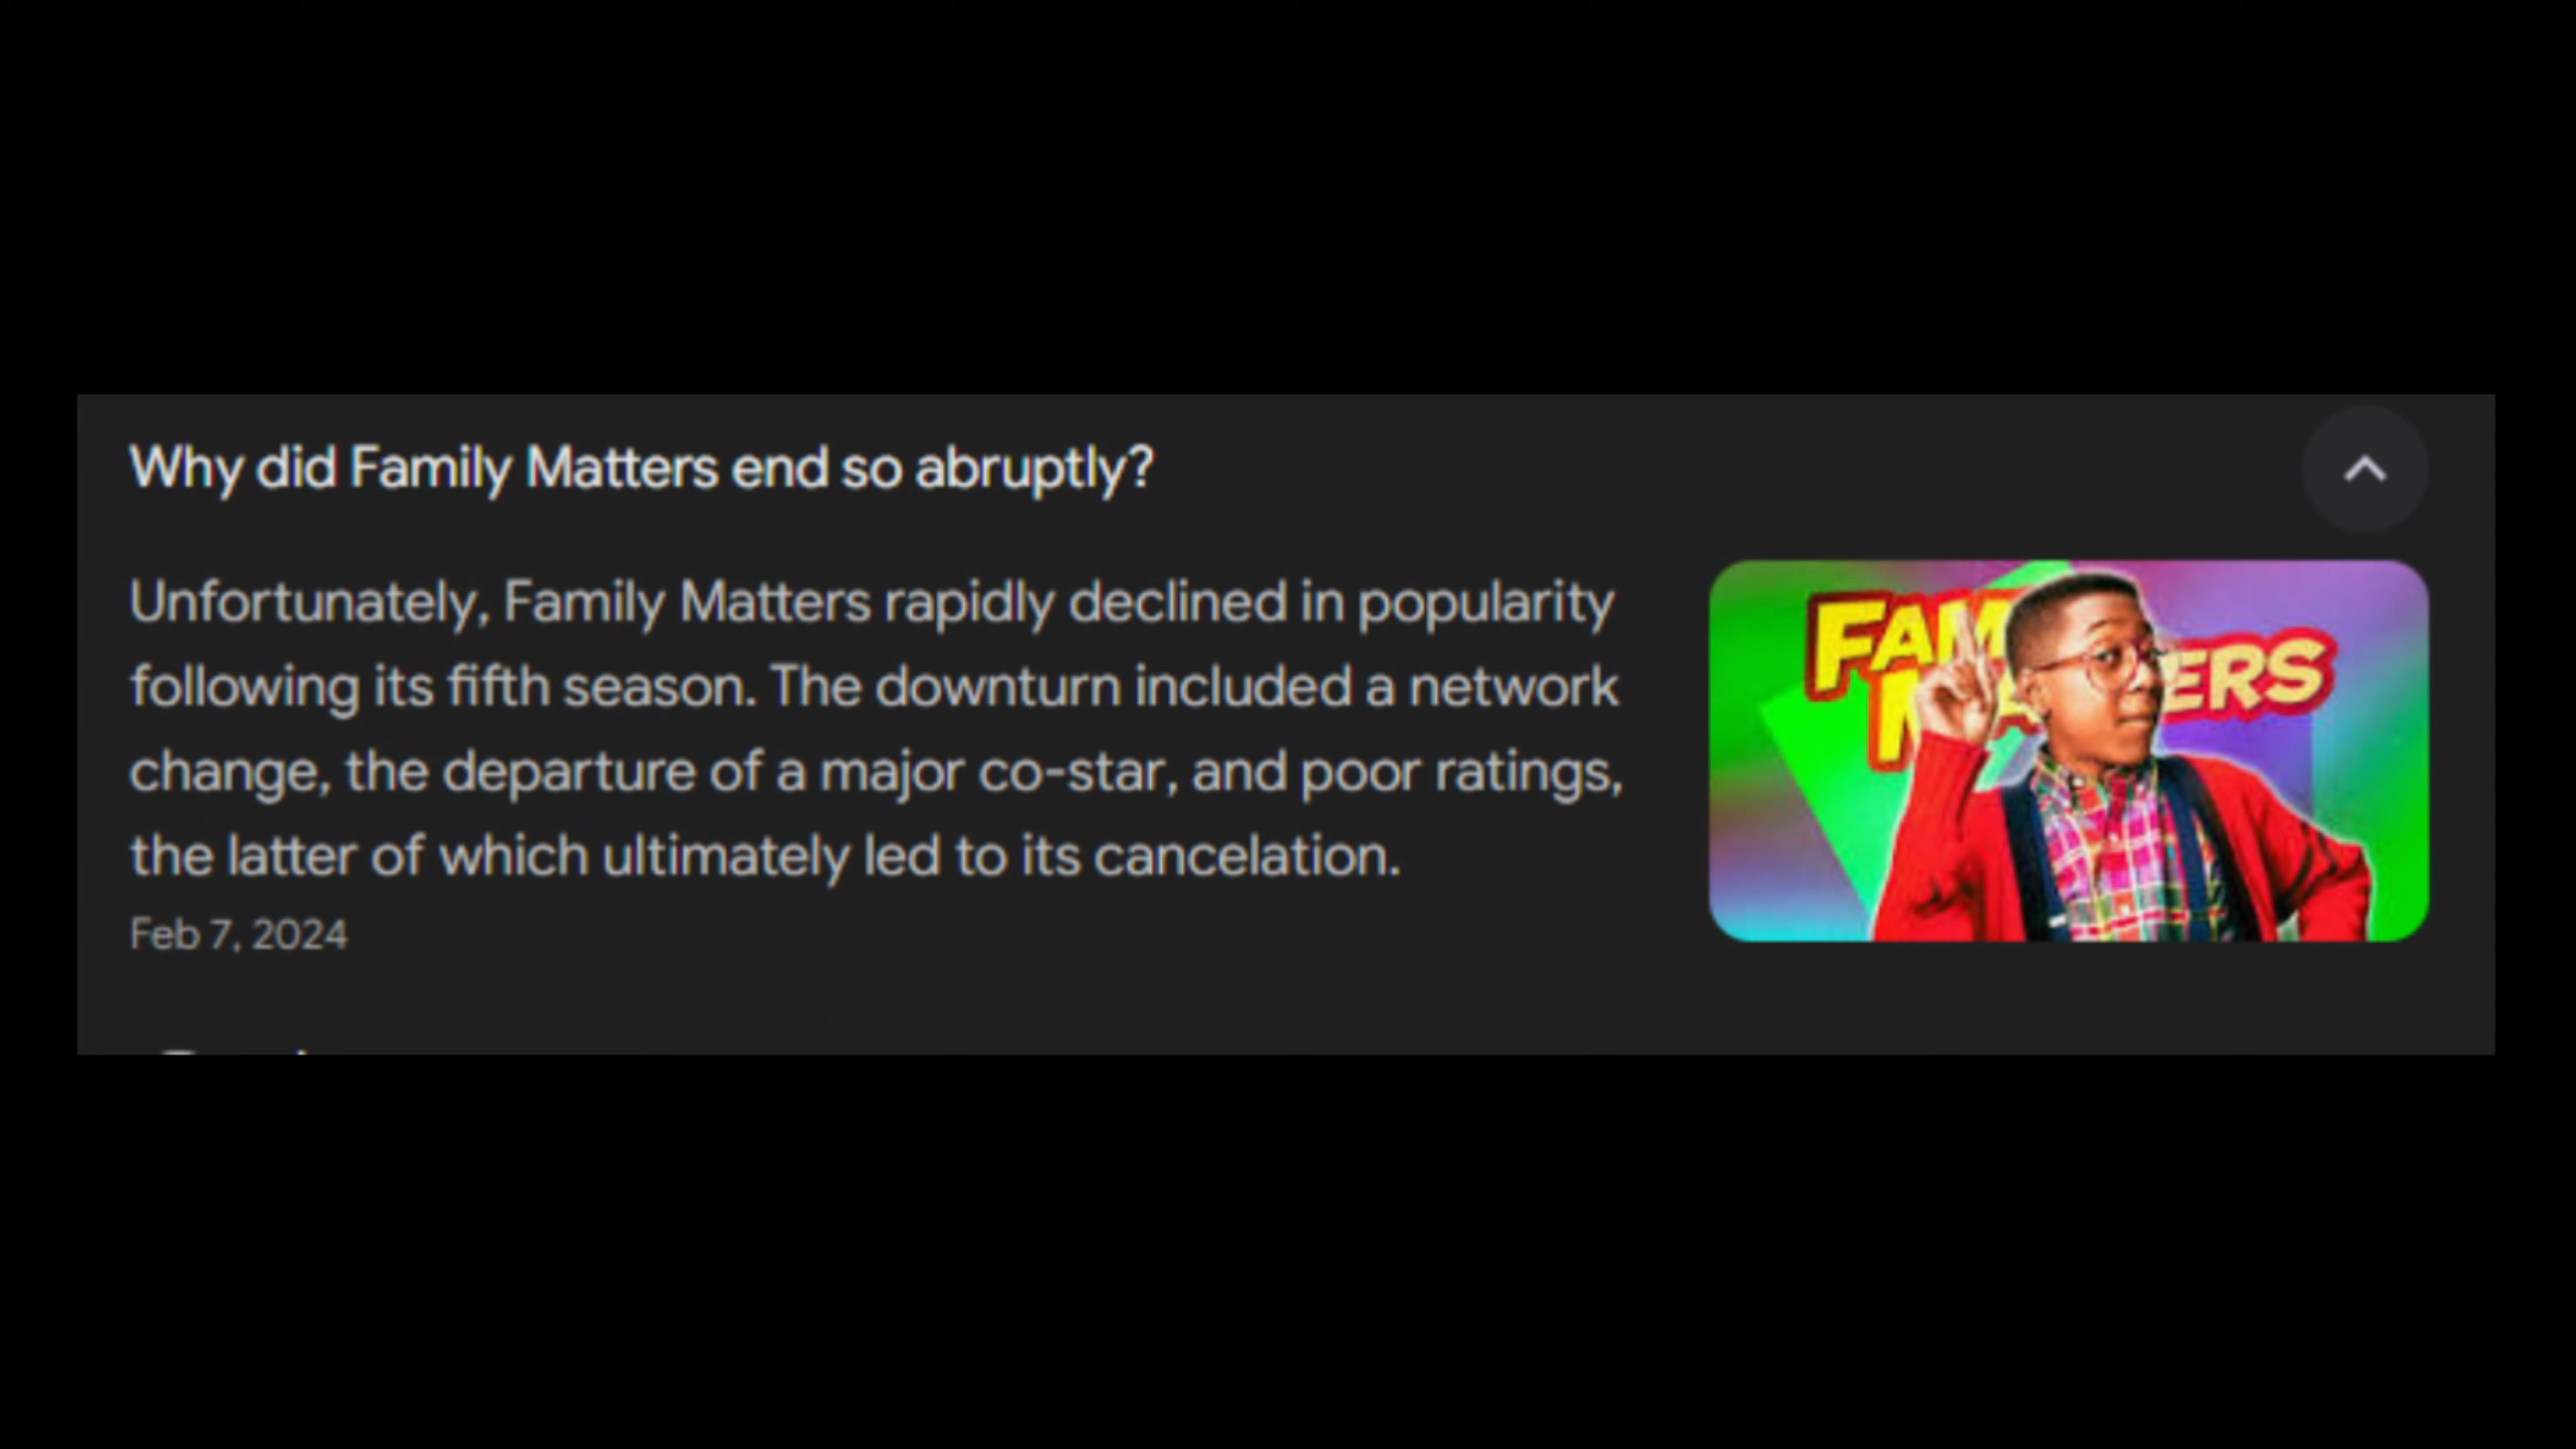 Why did Family Matters end so abruptly?
Unfortunately, Family Matters rapidly declined in popularity
following its fifth season. The downturn included a network
change, the departure of a major co-star, and poor ratings,
the latter of which ultimately led to its cancelation.
Feb 7, 2024
FAM
M ERS